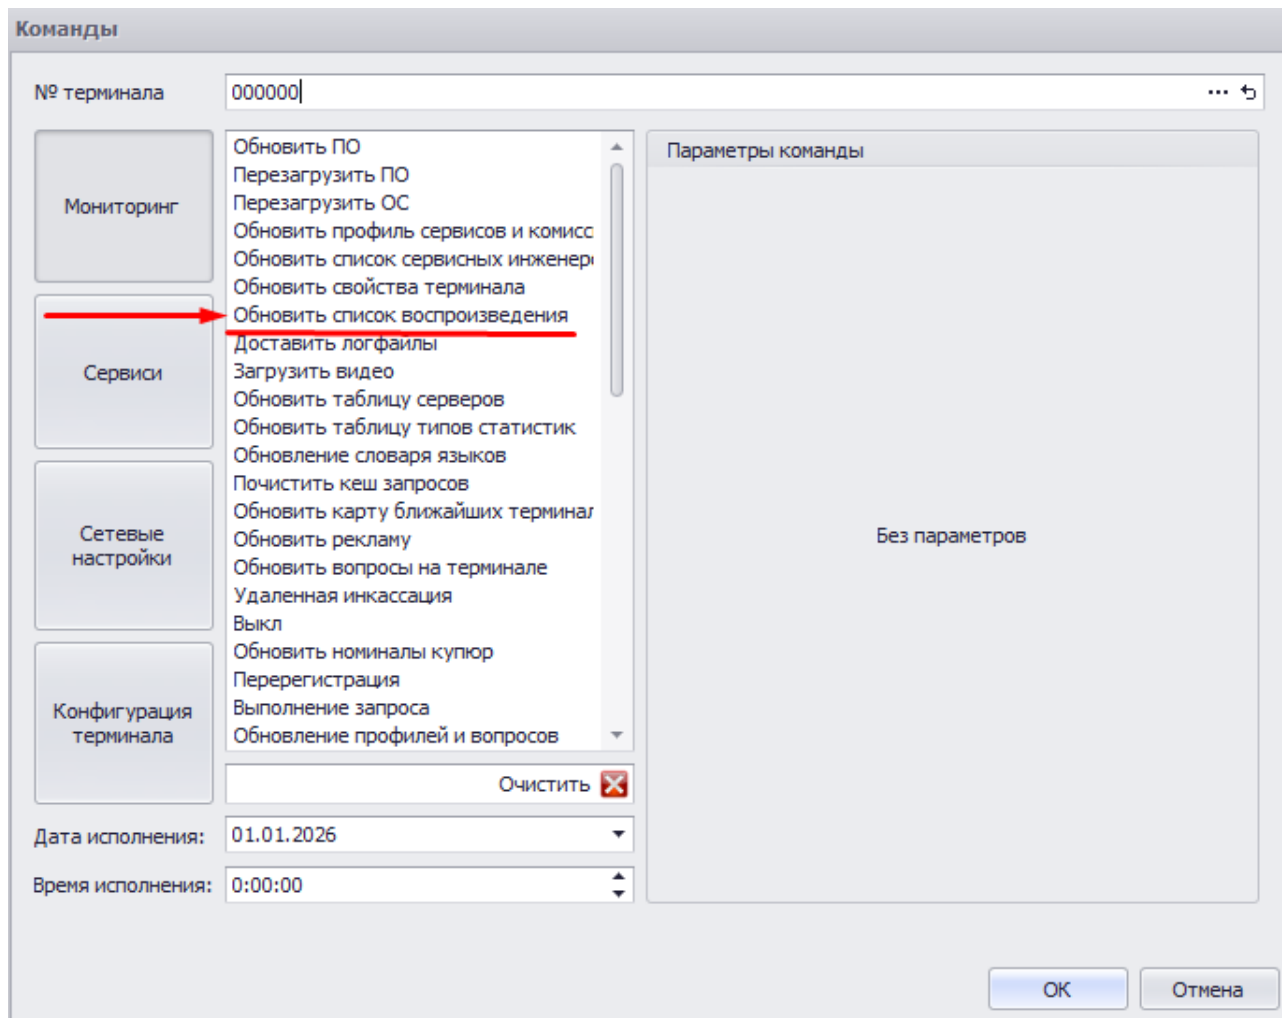 Команды
№ терминала
000000
Мониторинг
Сервиси
Сетевые
настройки
Конфигурация
терминала
Обновить ПО
Перезагрузить ПО
Перезагрузить ОС
Обновить профиль сервисов и комисс
Обновить список сервисных инженер
Обновить свойства терминала
Обновить список воспроизведения
Доставить логфайлы
Загрузить видео
Обновить таблицу серверов
Обновить таблицу типов статистик
Обновление словаря языков
Почистить кеш запросов
Обновить карту ближайших терминал
Обновить рекламу
Обновить вопросы на терминале
Удаленная инкассация
Выкл
Обновить номиналы купюр
Перерегистрация
Выполнение запроса
Обновление профилей и вопросов
Очистить
Параметры команды
Без параметров
Дата исполнения:
01.01.2026
Время исполнения:
0:00:00
ОК
Отмена